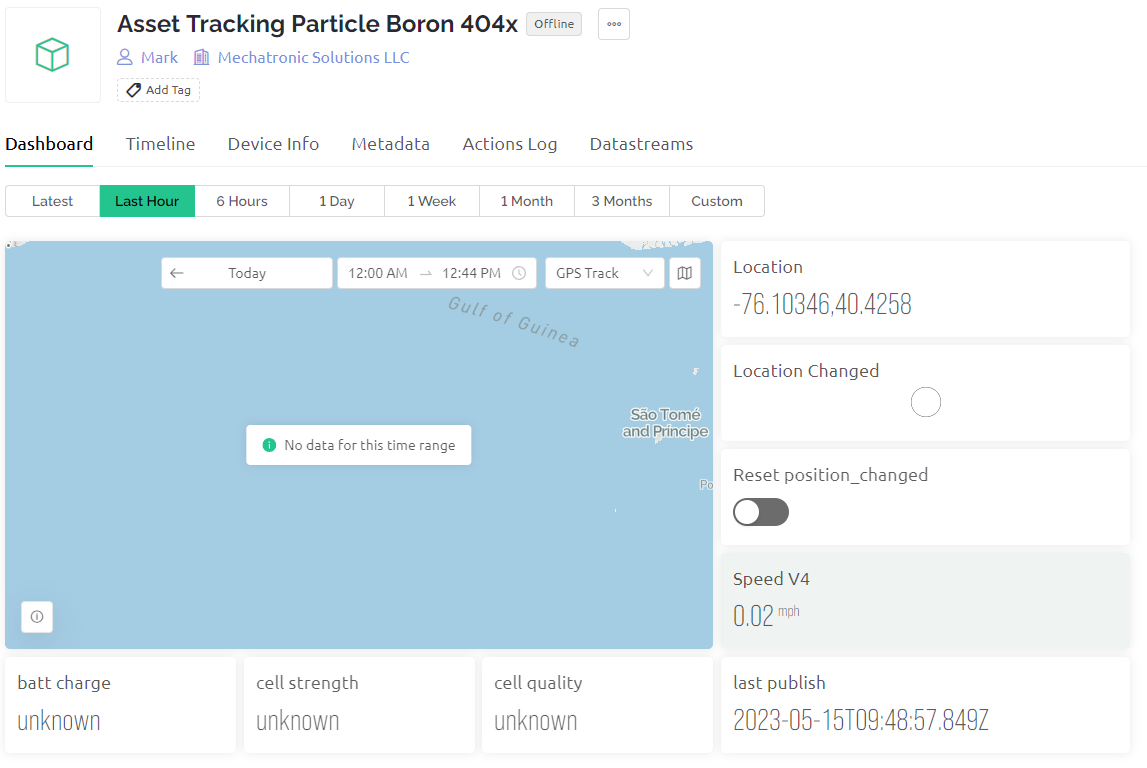 Asset Tracking Particle Boron 404x Offline
Mark Mechatronic Solutions LLC
Add Tag
Dashboard Timeline Device Info Metadata Actions Log Datastreams
Latest Last Hour 6 Hours 1 Day 1 Week 1 Month 3 Months Custom
Today 12:00 AM 12:44 PM GPS Track
Gulf of Guinea
São Tomé
and Príncipe
No data for this time range
Po
Location
-76.10346,40.4258
Location Changed
Reset position_changed
Speed V4
0.02 mph
batt charge
unknown
cell strength
unknown
cell quality
unknown
last publish
2023-05-15T09:48:57.849Z